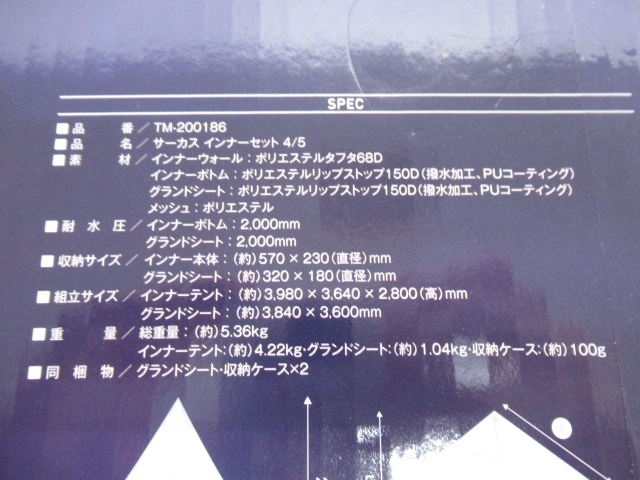 SPEC
■品　　番／TM-200186
■品　　名／サーカス インナーセット 4/5
■素　　材／インナーウォール：ポリエステルタフタ68D
インナーボトム：ポリエステルリップストップ150D(撥水加工、PUコーティング)
グランドシート：ポリエステルリップストップ150D(撥水加工、PUコーティング)
メッシュ：ポリエステル
■耐 水 圧／インナーボトム：2,000mm
グランドシート：2,000mm
■収納サイズ／インナー本体：(約)570×230(直径)mm
グランドシート：(約)320×180(直径)mm
■組立サイズ／インナーテント：(約)3,980×3,640×2,800(高)mm
グランドシート：(約)3,840×3,600mm
■重　　量／総重量：(約)5.36kg
インナーテント：(約)4.22kg・グランドシート：(約)1.04kg・収納ケース：(約)100g
■同 梱 物／グランドシート・収納ケース×2